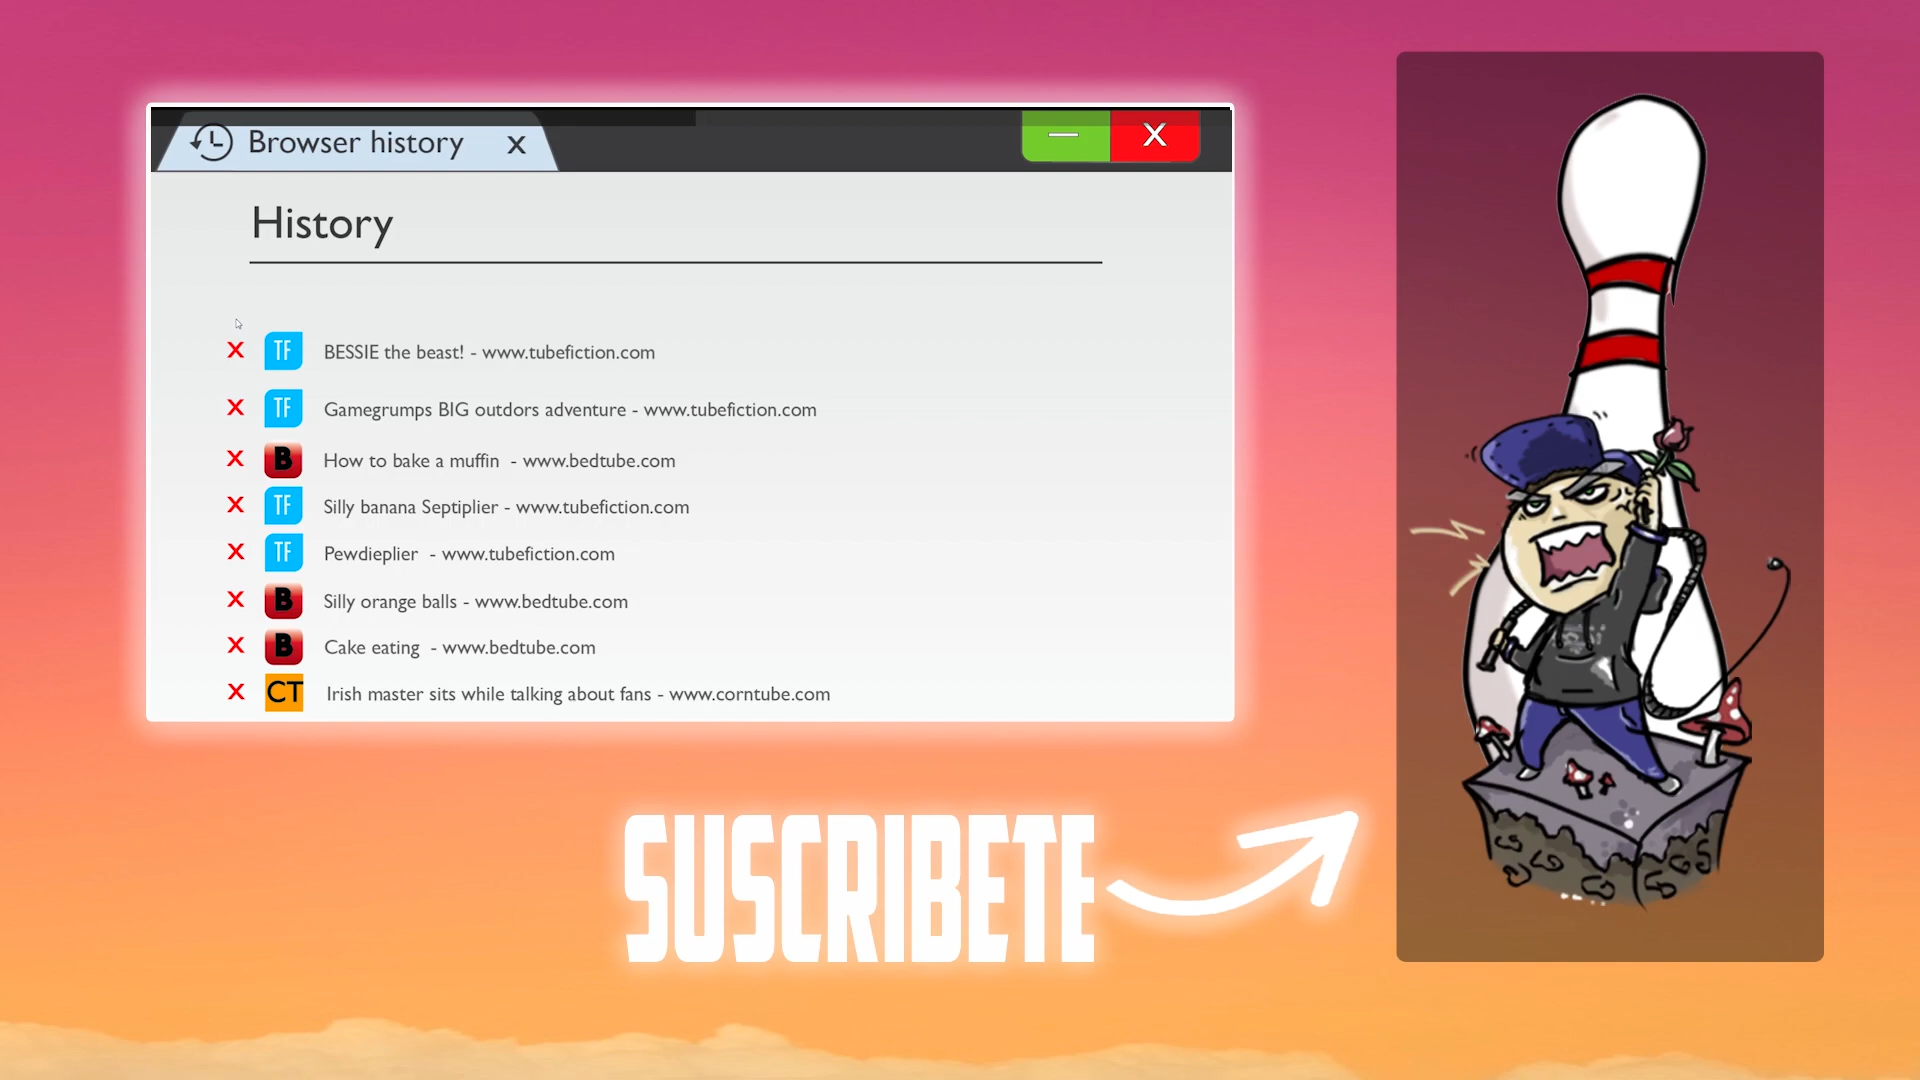 Browser history X
— X
History
X TF BESSIE the beast! - www.tubefiction.com
X TF Gamegrumps BIG outdors adventure - www.tubefiction.com
X B How to bake a muffin - www.bedtube.com
X TF Silly banana Septiplier - www.tubefiction.com
X TF Pewdieplier - www.tubefiction.com
X B Silly orange balls - www.bedtube.com
X B Cake eating - www.bedtube.com
X CT Irish master sits while talking about fans - www.corntube.com
SUSCRIBETE